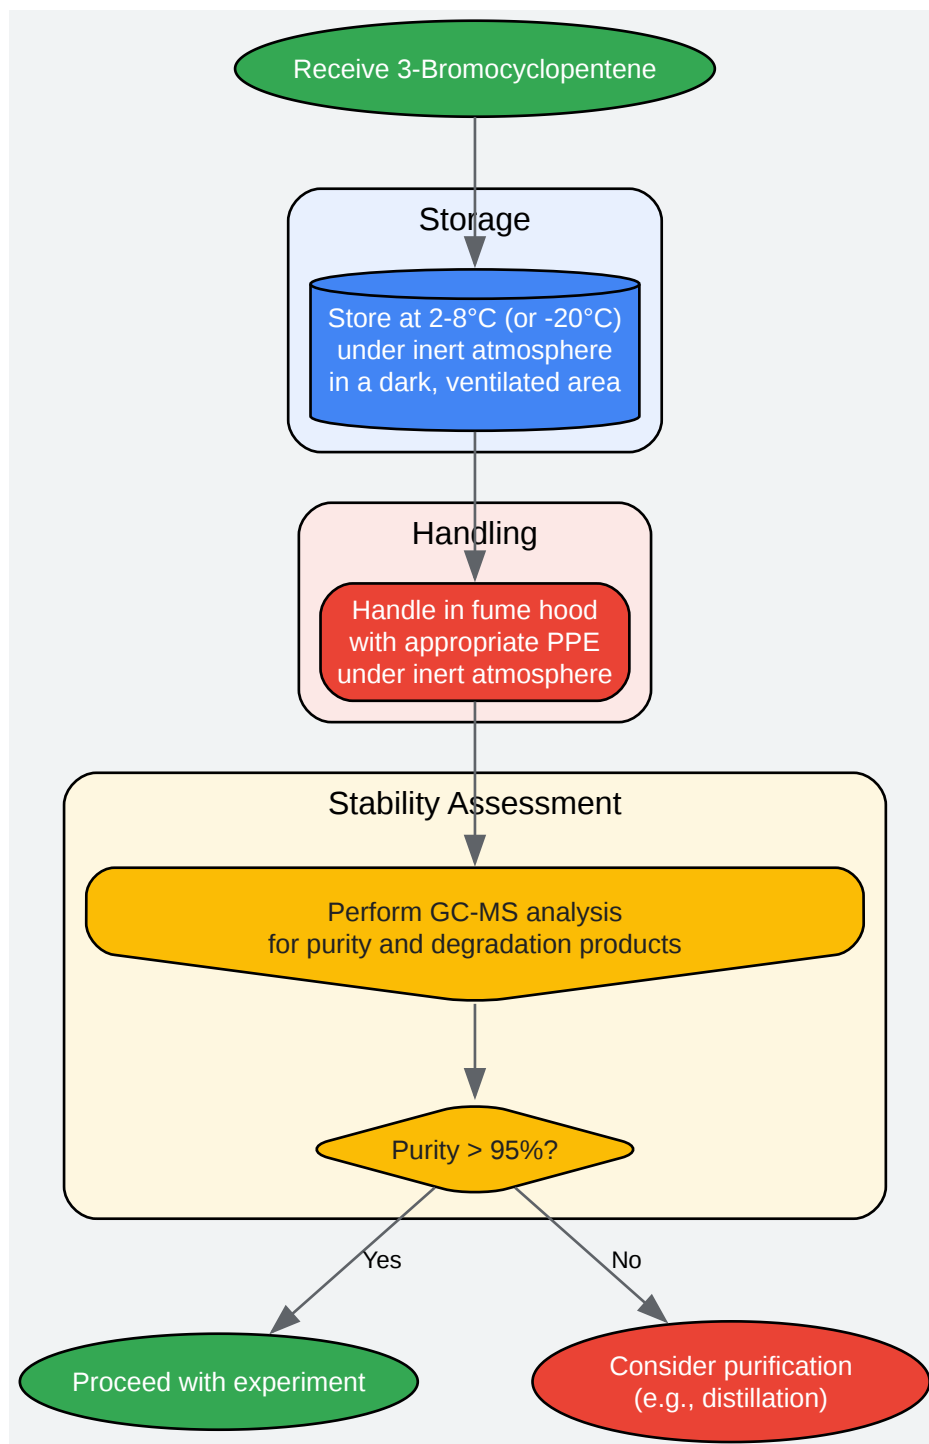 Receive 3-Bromocyclopentene
Storage
Store at 2-8°C (or -20°C)
under inert atmosphere
in a dark, ventilated area
Handling
Handle in fume hood
with appropriate PPE
under inert atmosphere
Stability Assessment
Perform GC-MS analysis
for purity and degradation products
Purity > 95%?
Yes
No
Proceed with experiment
Consider purification
(e.g., distillation)